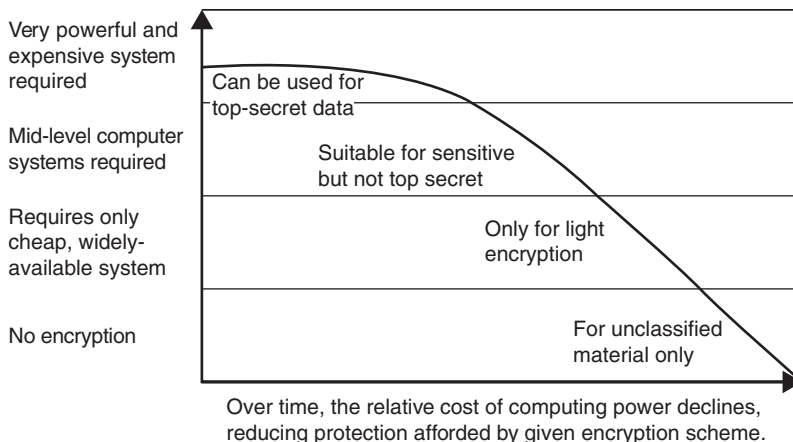 Very powerful and
expensive system
required
Can be used for
top-secret data
Mid-level computer
systems required
Suitable for sensitive
but not top secret
Requires only
cheap, widely-
available system
Only for light
encryption
No encryption
For unclassified
material only
Over time, the relative cost of computing power declines,
reducing protection afforded by given encryption scheme.